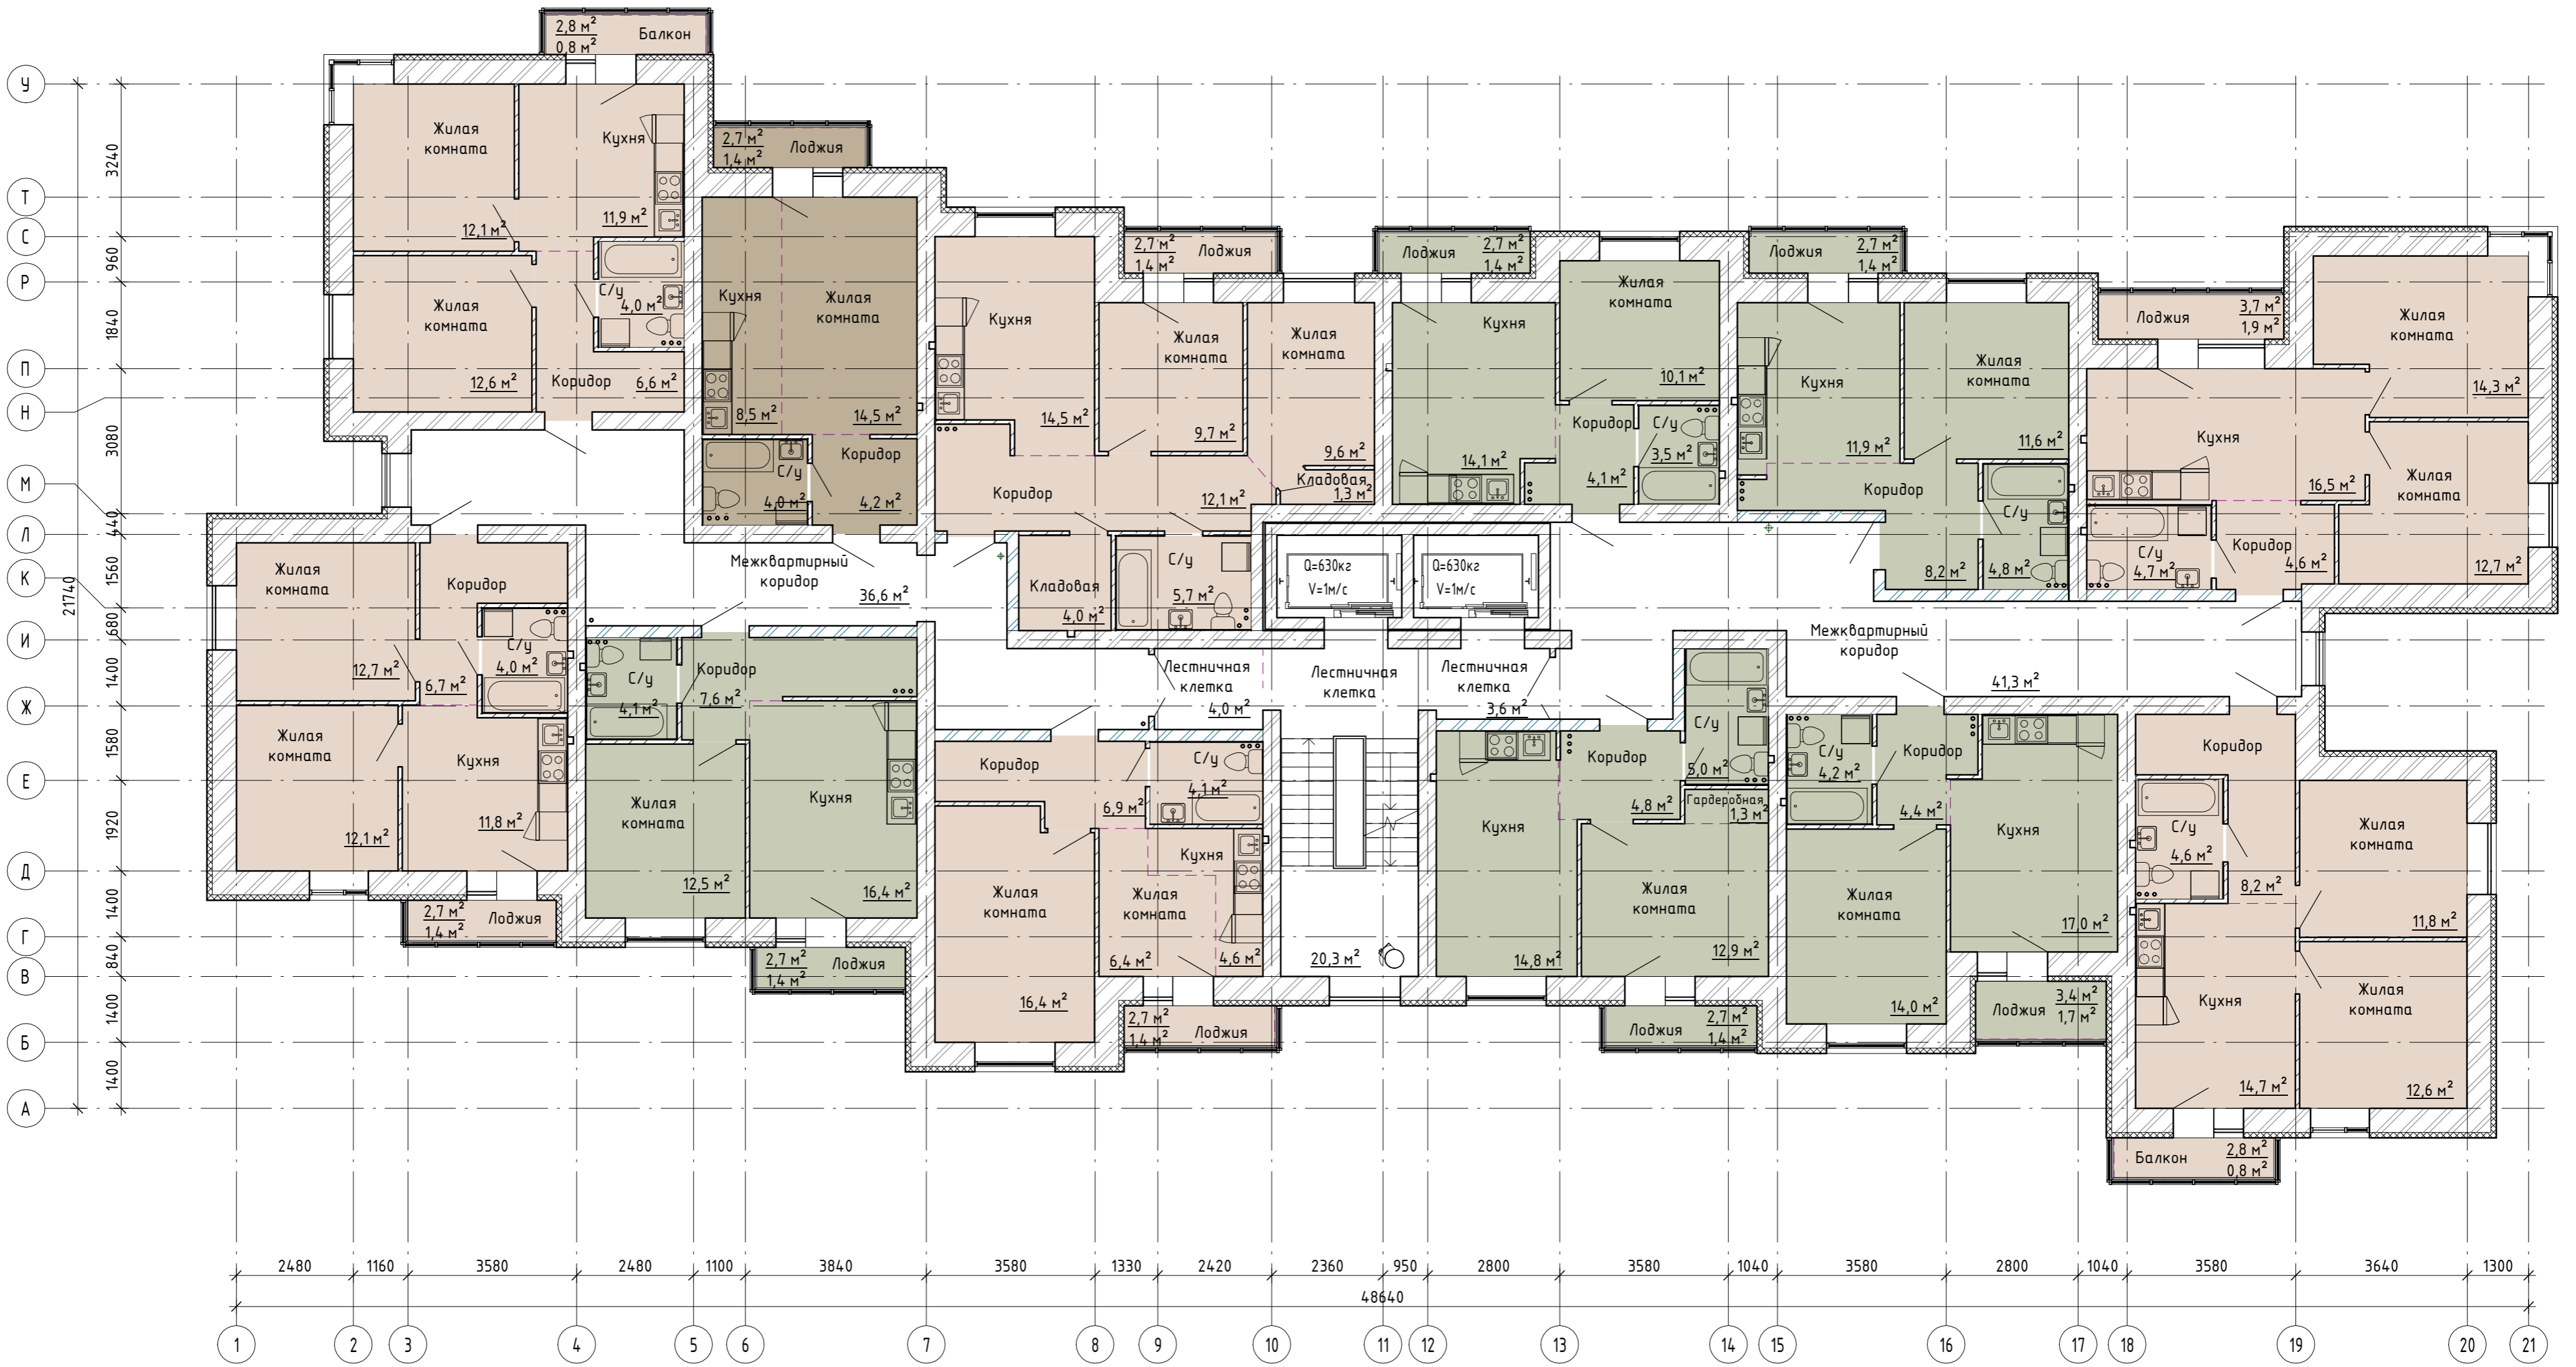 2,8 м²
0,8 м²
Балкон
У
Жилая
комната
12,1 м²
Кухня
11,9 м²
3240
2,7 м²
1,4 м²
Лоджия
Т
С
960
Р
Жилая
комната
12,6 м²
С/у
4,0 м²
Коридор
6,6 м²
1840
П
Н
Кухня
8,5 м²
Жилая
комната
14,5 м²
С/у
4,0 м²
Коридор
4,2 м²
Кухня
14,5 м²
2,7 м²
1,4 м²
Лоджия
Жилая
комната
9,7 м²
Жилая
комната
9,6 м²
Кладовая
1,3 м²
Коридор
12,1 м²
Кладовая
4,0 м²
С/у
5,7 м²
Лоджия
2,7 м²
1,4 м²
Кухня
14,1 м²
Жилая
комната
10,1 м²
Коридор
4,1 м²
С/у
3,5 м²
Лоджия
2,7 м²
1,4 м²
Кухня
11,9 м²
Жилая
комната
11,6 м²
Коридор
8,2 м²
С/у
4,8 м²
Лоджия
3,7 м²
1,9 м²
Жилая
комната
14,3 м²
Кухня
16,5 м²
Жилая
комната
12,7 м²
С/у
4,7 м²
Коридор
4,6 м²
3080
М
440
Л
1560
К
21740
680
И
1400
Ж
1580
Е
1920
Д
1400
Г
840
В
1400
Б
1400
А
Межквартирный
коридор
36,6 м²
Q=630кг
V=1м/с
Q=630кг
V=1м/с
Межквартирный
коридор
41,3 м²
Лестничная
клетка
4,0 м²
Лестничная
клетка
20,3 м²
Лестничная
клетка
3,6 м²
Жилая
комната
12,7 м²
Коридор
6,7 м²
С/у
4,0 м²
Жилая
комната
12,1 м²
Кухня
11,8 м²
2,7 м²
1,4 м²
Лоджия
С/у
4,1 м²
Коридор
7,6 м²
Жилая
комната
12,5 м²
Кухня
16,4 м²
2,7 м²
1,4 м²
Лоджия
Коридор
6,9 м²
С/у
4,1 м²
Жилая
комната
16,4 м²
Жилая
комната
6,4 м²
Кухня
4,6 м²
2,7 м²
1,4 м²
Лоджия
Кухня
14,8 м²
Коридор
4,8 м²
С/у
5,0 м²
Гардеробная
1,3 м²
Жилая
комната
12,9 м²
Лоджия
2,7 м²
1,4 м²
С/у
4,2 м²
Коридор
4,4 м²
Кухня
17,0 м²
Жилая
комната
14,0 м²
Лоджия
3,4 м²
1,7 м²
Коридор
8,2 м²
С/у
4,6 м²
Жилая
комната
11,8 м²
Кухня
14,7 м²
Жилая
комната
12,6 м²
Балкон
2,8 м²
0,8 м²
2480 1160 3580 2480 1100 3840 3580 1330 2420 2360 950 2800 3580 1040 3580 2800 1040 3580 3640 1300
48640
1 2 3 4 5 6 7 8 9 10 11 12 13 14 15 16 17 18 19 20 21